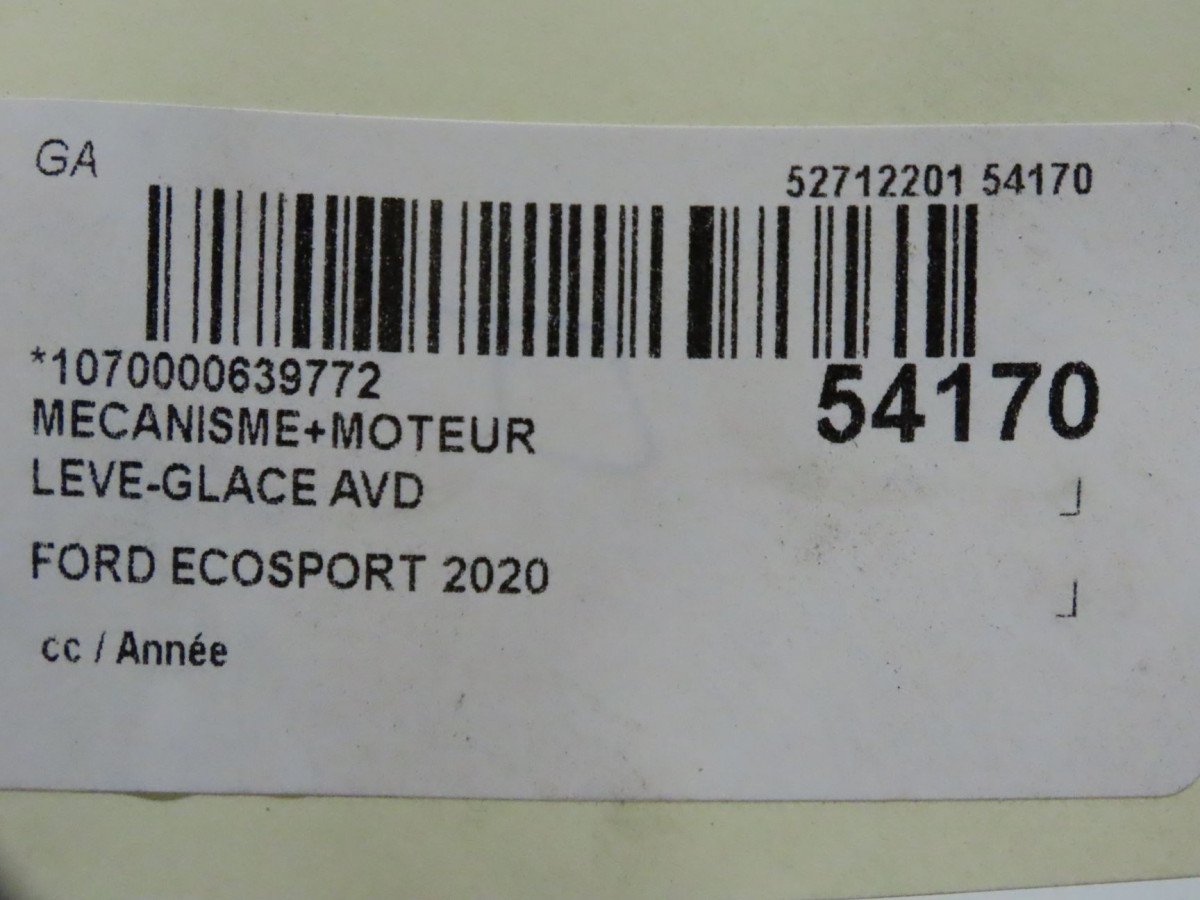 GA
52712201 54170
*1070000639772
54170
MECANISME+MOTEUR
LEVE-GLACE AVD
FORD ECOSPORT 2020
cc / Année